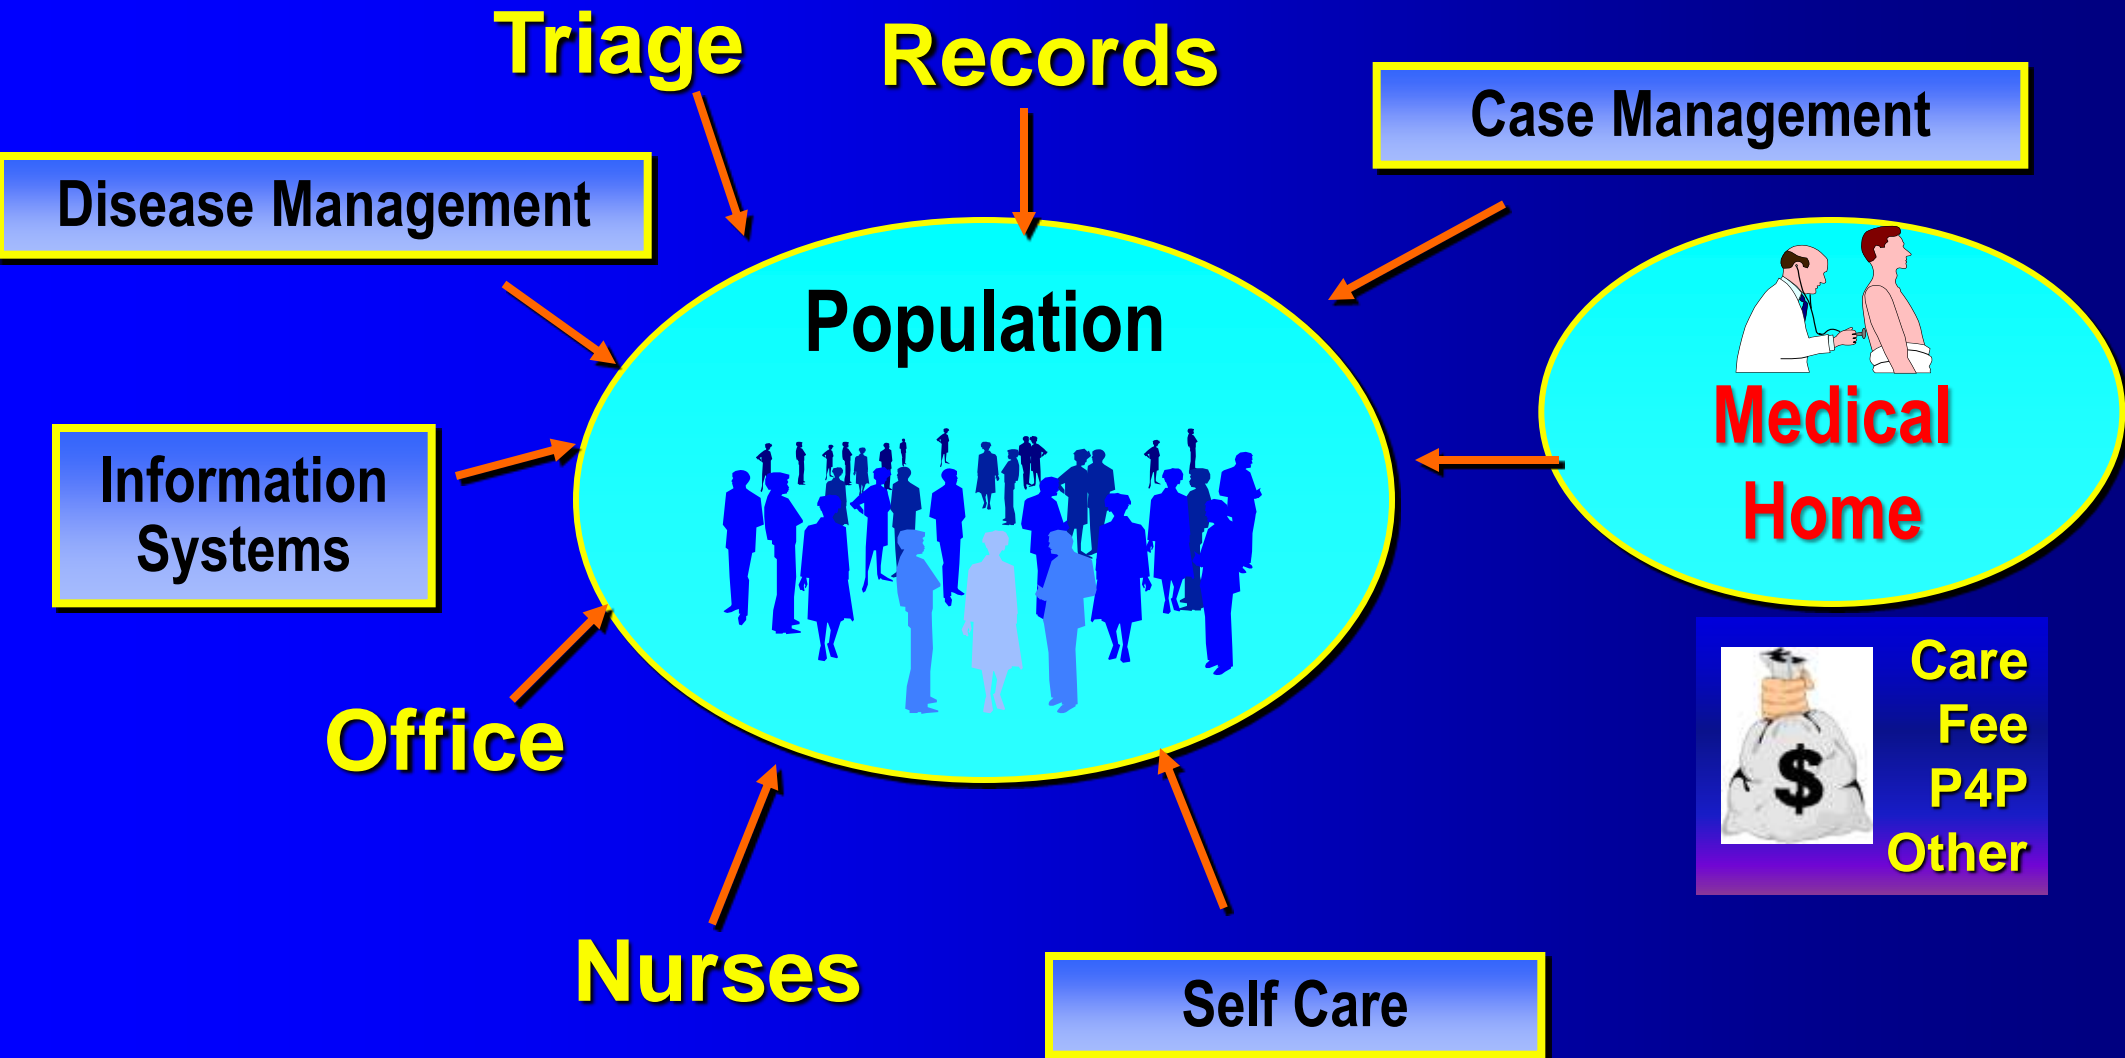 Triage
Records
Case Management
Disease Management
Population
Medical
Home
Information
Systems
Care
Fee
P4P
Other
$
Office
Nurses
Self Care